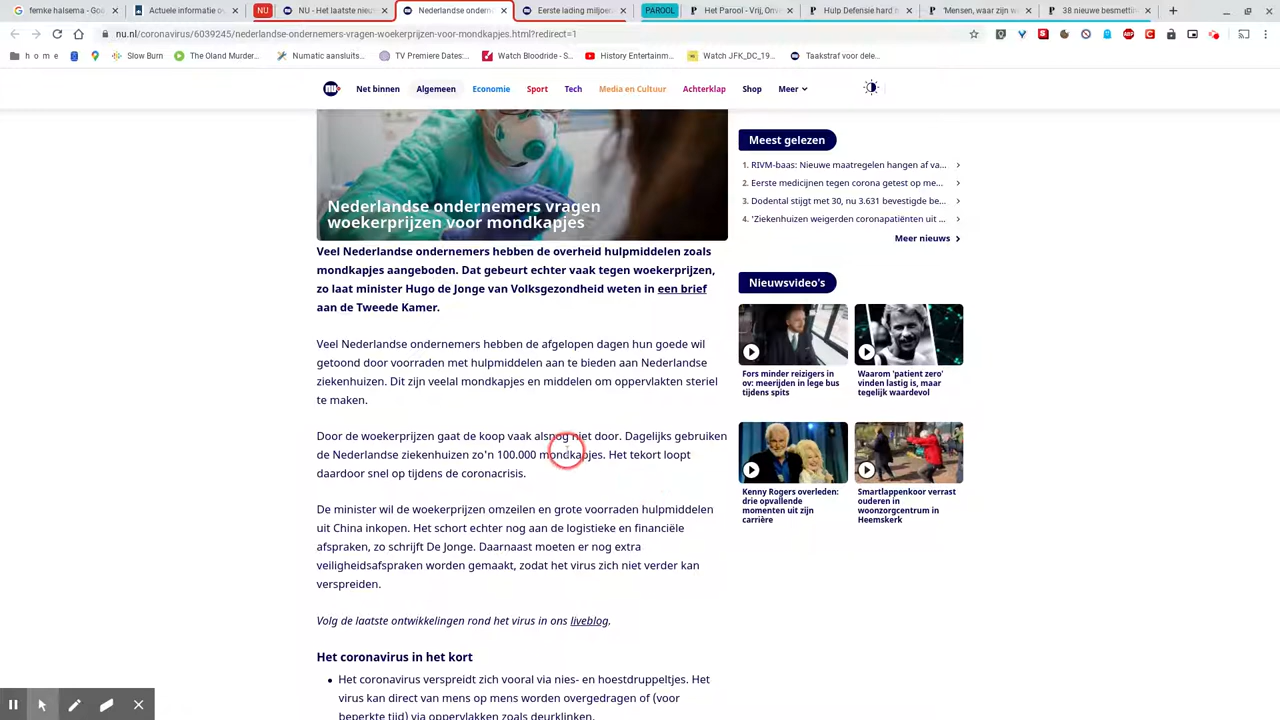 femke halsema - Goo
Actuele informatie ov
NU
NU - Het laatste nieuw
Nederlandse ondern
Eerste lading miljoen
PAROOL
Het Parool - Vrij, Onv
Hulp Defensie hard n
'Mensen, waar zijn we
38 nieuwe besmettin
nu.nl/coronavirus/6039245/nederlandse-ondernemers-vragen-woekerprijzen-voor-mondkapjes.html?redirect=1
h o m e
Slow Burn
The Oland Murder...
Numatic aansluits...
TV Premiere Dates:...
Watch Bloodride - S...
History Entertainm...
Watch JFK_DC_19...
Taakstraf voor dele...
NU
Net binnen
Algemeen
Economie
Sport
Tech
Media en Cultuur
Achterklap
Shop
Meer
Nederlandse ondernemers vragen
woekerprijzen voor mondkapjes
Veel Nederlandse ondernemers hebben de overheid hulpmiddelen zoals
mondkapjes aangeboden. Dat gebeurt echter vaak tegen woekerprijzen,
zo laat minister Hugo de Jonge van Volksgezondheid weten in een brief
aan de Tweede Kamer.
Veel Nederlandse ondernemers hebben de afgelopen dagen hun goede wil
getoond door voorraden met hulpmiddelen aan te bieden aan Nederlandse
ziekenhuizen. Dit zijn veelal mondkapjes en middelen om oppervlakten steriel
te maken.
Door de woekerprijzen gaat de koop vaak alsnog niet door. Dagelijks gebruiken
de Nederlandse ziekenhuizen zo'n 100.000 mondkapjes. Het tekort loopt
daardoor snel op tijdens de coronacrisis.
De minister wil de woekerprijzen omzeilen en grote voorraden hulpmiddelen
uit China inkopen. Het schort echter nog aan de logistieke en financiële
afspraken, zo schrijft De Jonge. Daarnaast moeten er nog extra
veiligheidsafspraken worden gemaakt, zodat het virus zich niet verder kan
verspreiden.
Volg de laatste ontwikkelingen rond het virus in ons liveblog.
Het coronavirus in het kort
• Het coronavirus verspreidt zich vooral via nies- en hoestdruppeltjes. Het
virus kan direct van mens op mens worden overgedragen of (voor
beperkte tijd) via oppervlakken zoals deurklinken.
Meest gelezen
1. RIVM-baas: Nieuwe maatregelen hangen af va...
2. Eerste medicijnen tegen corona getest op me...
3. Dodental stijgt met 30, nu 3.631 bevestigde be...
4. 'Ziekenhuizen weigerden coronapatiënten uit ...
Meer nieuws
Nieuwsvideo's
Fors minder reizigers in
ov: meerijden in lege bus
tijdens spits
Waarom 'patient zero'
vinden lastig is, maar
tegelijk waardevol
Kenny Rogers overleden:
drie opvallende
momenten uit zijn
carrière
Smartlappenkoor verrast
ouderen in
woonzorgcentrum in
Heemskerk